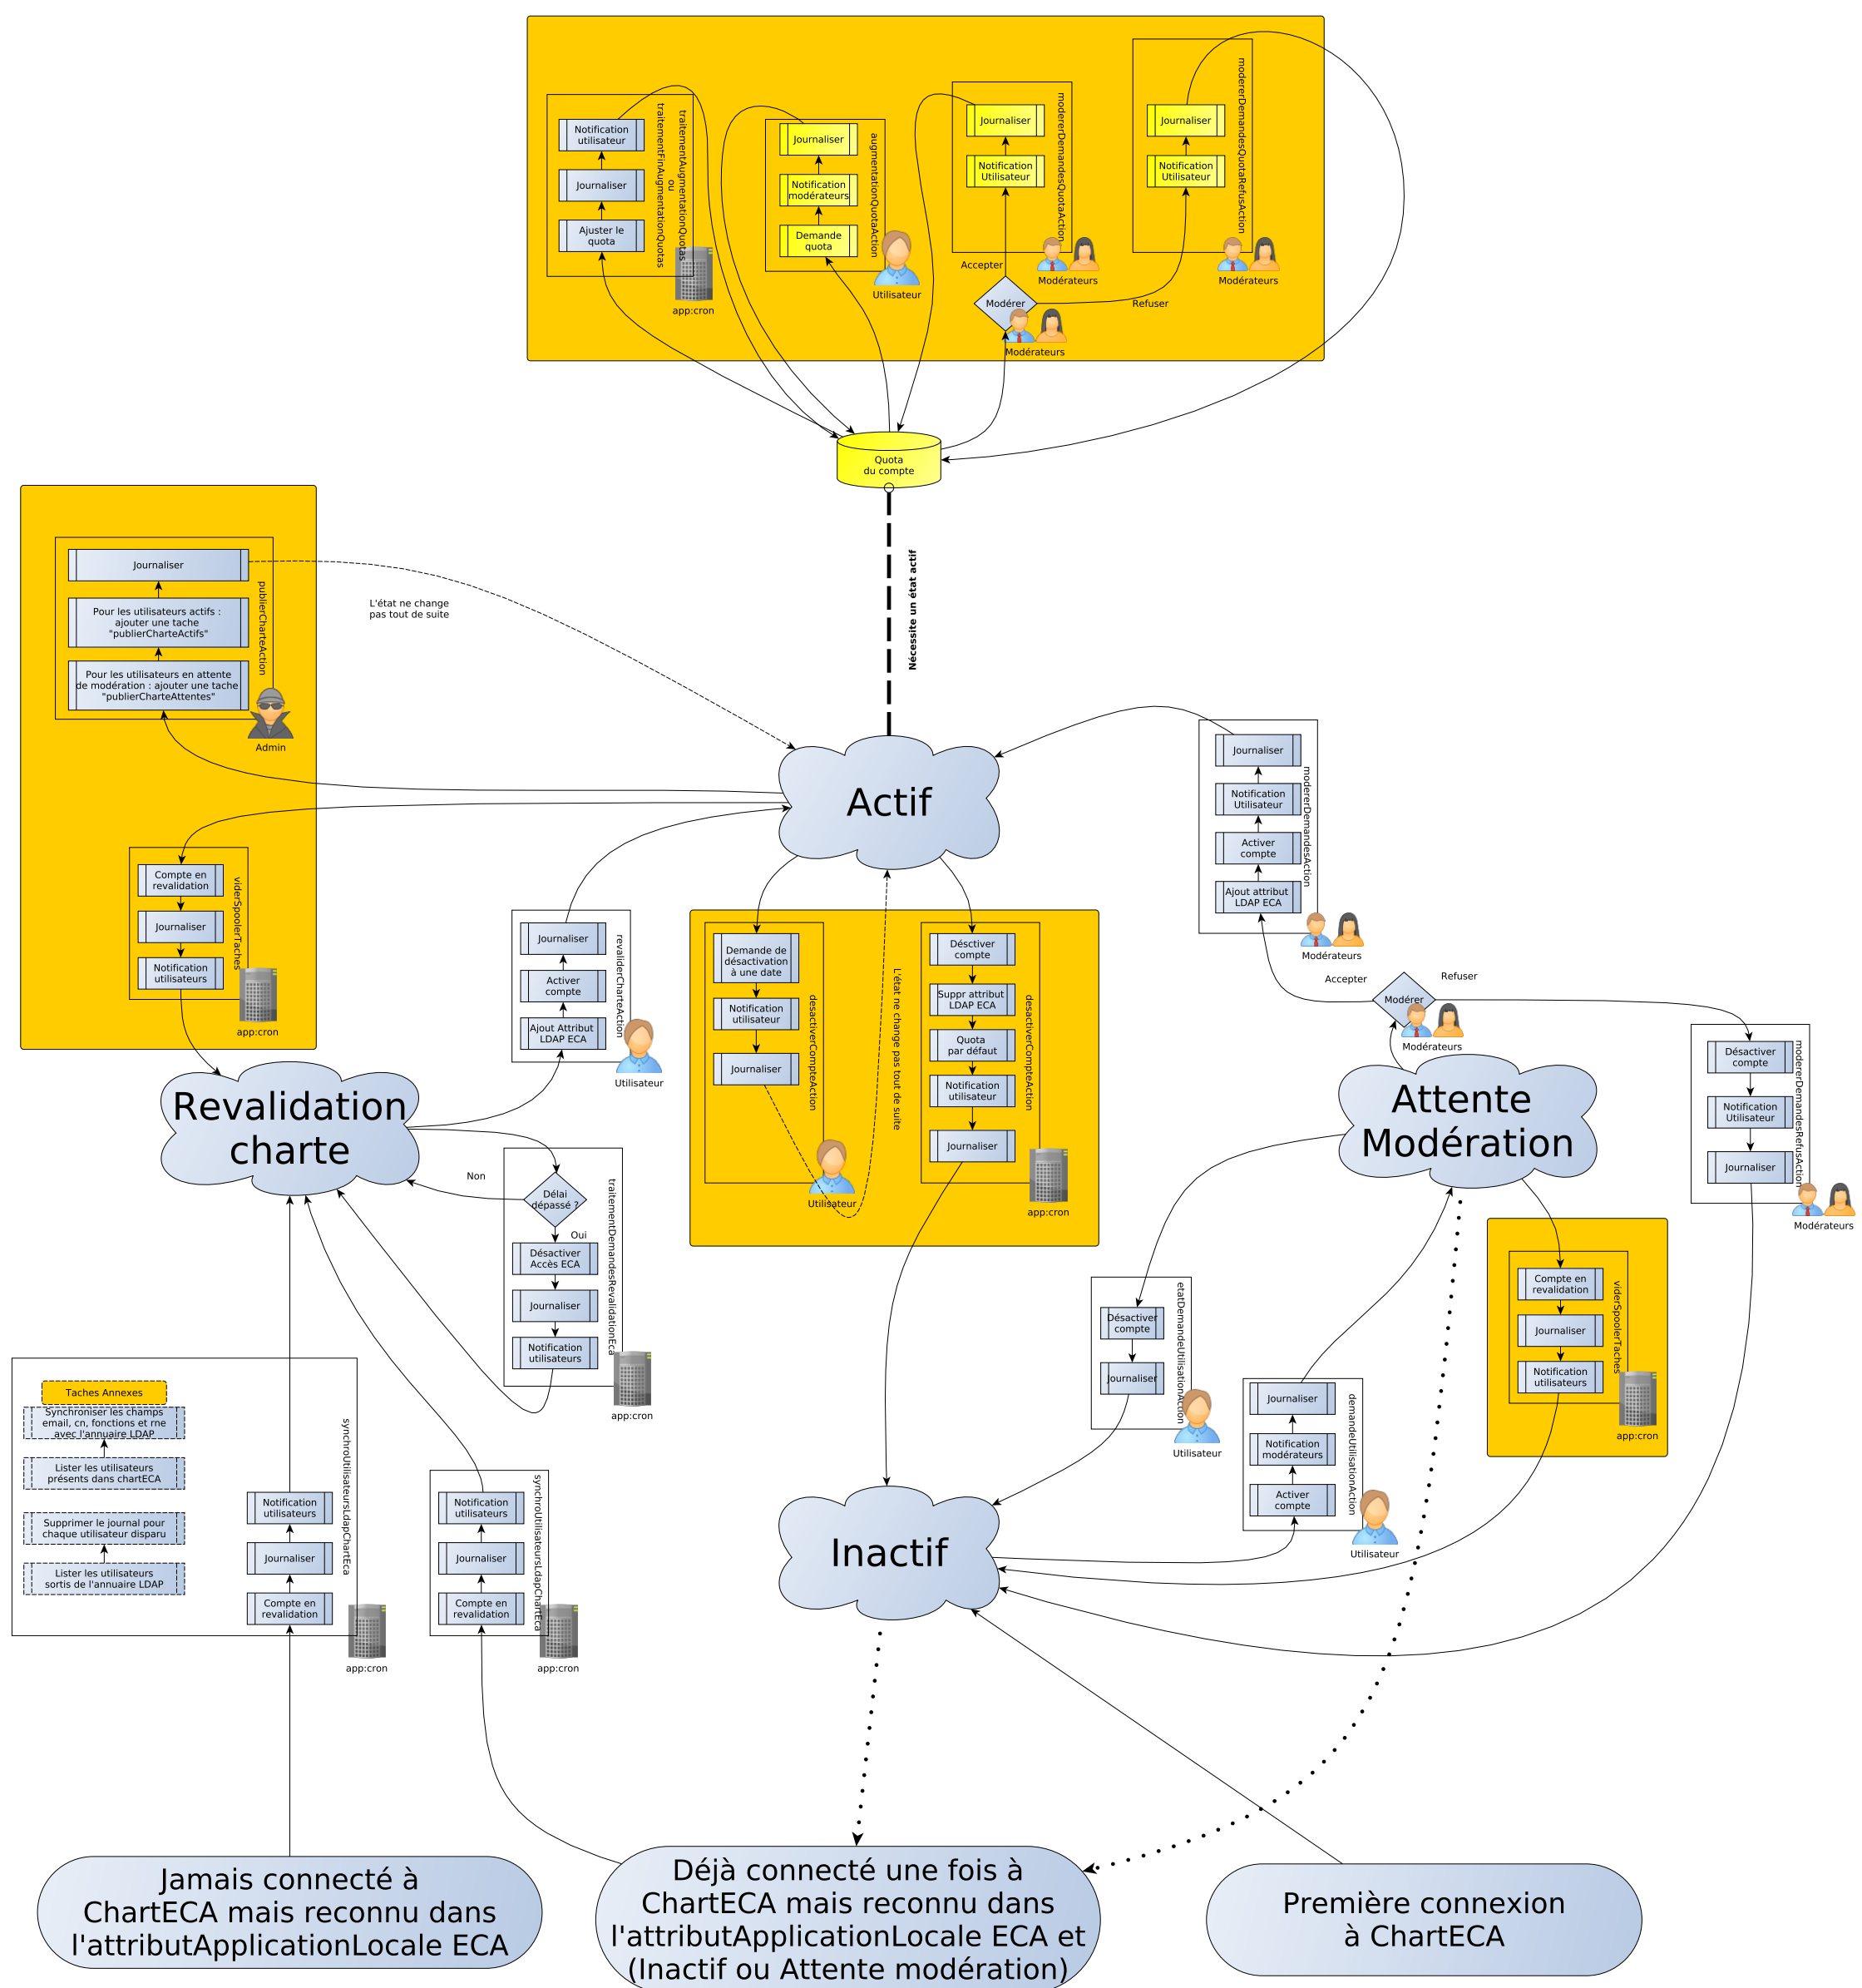 Notification
utilisateur
Journaliser
Ajuster le
quota
traitementAugmentationQuotas
ou
traitementFinAugmentationQuotas
app:cron
Journaliser
Notification
modérateurs
Demande
quota
augmentationQuotaAction
Utilisateur
Journaliser
Notification
Utilisateur
modererDemandesQuotaAction
Modérateurs
Accepter
Modérer
Modérateurs
Refuser
Journaliser
Notification
Utilisateur
modererDemandesQuotaRefusAction
Modérateurs
Quota
du compte
Nécessite un état actif
Journaliser
Pour les utilisateurs actifs :
ajouter une tache
"publierCharteActifs"
Pour les utilisateurs en attente
de modération : ajouter une tache
"publierCharteAttentes"
publierCharteAction
Admin
L'état ne change
pas tout de suite
Actif
Compte en
revalidation
Journaliser
Notification
utilisateurs
viderSpoolerTaches
app:cron
Journaliser
Activer
compte
Ajout Attribut
LDAP ECA
revaliderCharteAction
Utilisateur
Demande de
désactivation
à une date
Notification
utilisateur
Journaliser
desactiverCompteAction
Utilisateur
L'état ne change pas tout de suite
Désctiver
compte
Suppr attribut
LDAP ECA
Quota
par défaut
Notification
utilisateur
Journaliser
desactiverCompteAction
app:cron
Journaliser
Notification
Utilisateur
Activer
compte
Ajout attribut
LDAP ECA
modererDemandesAction
Modérateurs
Accepter
Refuser
Modérer
Modérateurs
Attente
Modération
Désactiver
compte
Notification
Utilisateur
Journaliser
modererDemandesRefusAction
Modérateurs
Revalidation
charte
Non
Délai
dépassé ?
Oui
Désactiver
Accès ECA
Journaliser
Notification
utilisateurs
traitementDemandesRevalidationEca
app:cron
Désactiver
compte
Journaliser
etatDemandeUtilisationAction
Utilisateur
Journaliser
Notification
modérateurs
Activer
compte
demandeUtilisationAction
Utilisateur
Compte en
revalidation
Journaliser
Notification
utilisateurs
viderSpoolerTaches
app:cron
Taches Annexes
Synchroniser les champs
email, cn, fonctions et rne
avec l'annuaire LDAP
Lister les utilisateurs
présents dans chartECA
Supprimer le journal pour
chaque utilisateur disparu
Lister les utilisateurs
sortis de l'annuaire LDAP
Notification
utilisateurs
Journaliser
Compte en
revalidation
synchroUtilisateursLdapChartEca
app:cron
Notification
utilisateurs
Journaliser
Compte en
revalidation
synchroUtilisateursLdapChartEca
app:cron
Inactif
Jamais connecté à
ChartECA mais reconnu dans
l'attributApplicationLocale ECA
Déjà connecté une fois à
ChartECA mais reconnu dans
l'attributApplicationLocale ECA et
(Inactif ou Attente modération)
Première connexion
à ChartECA